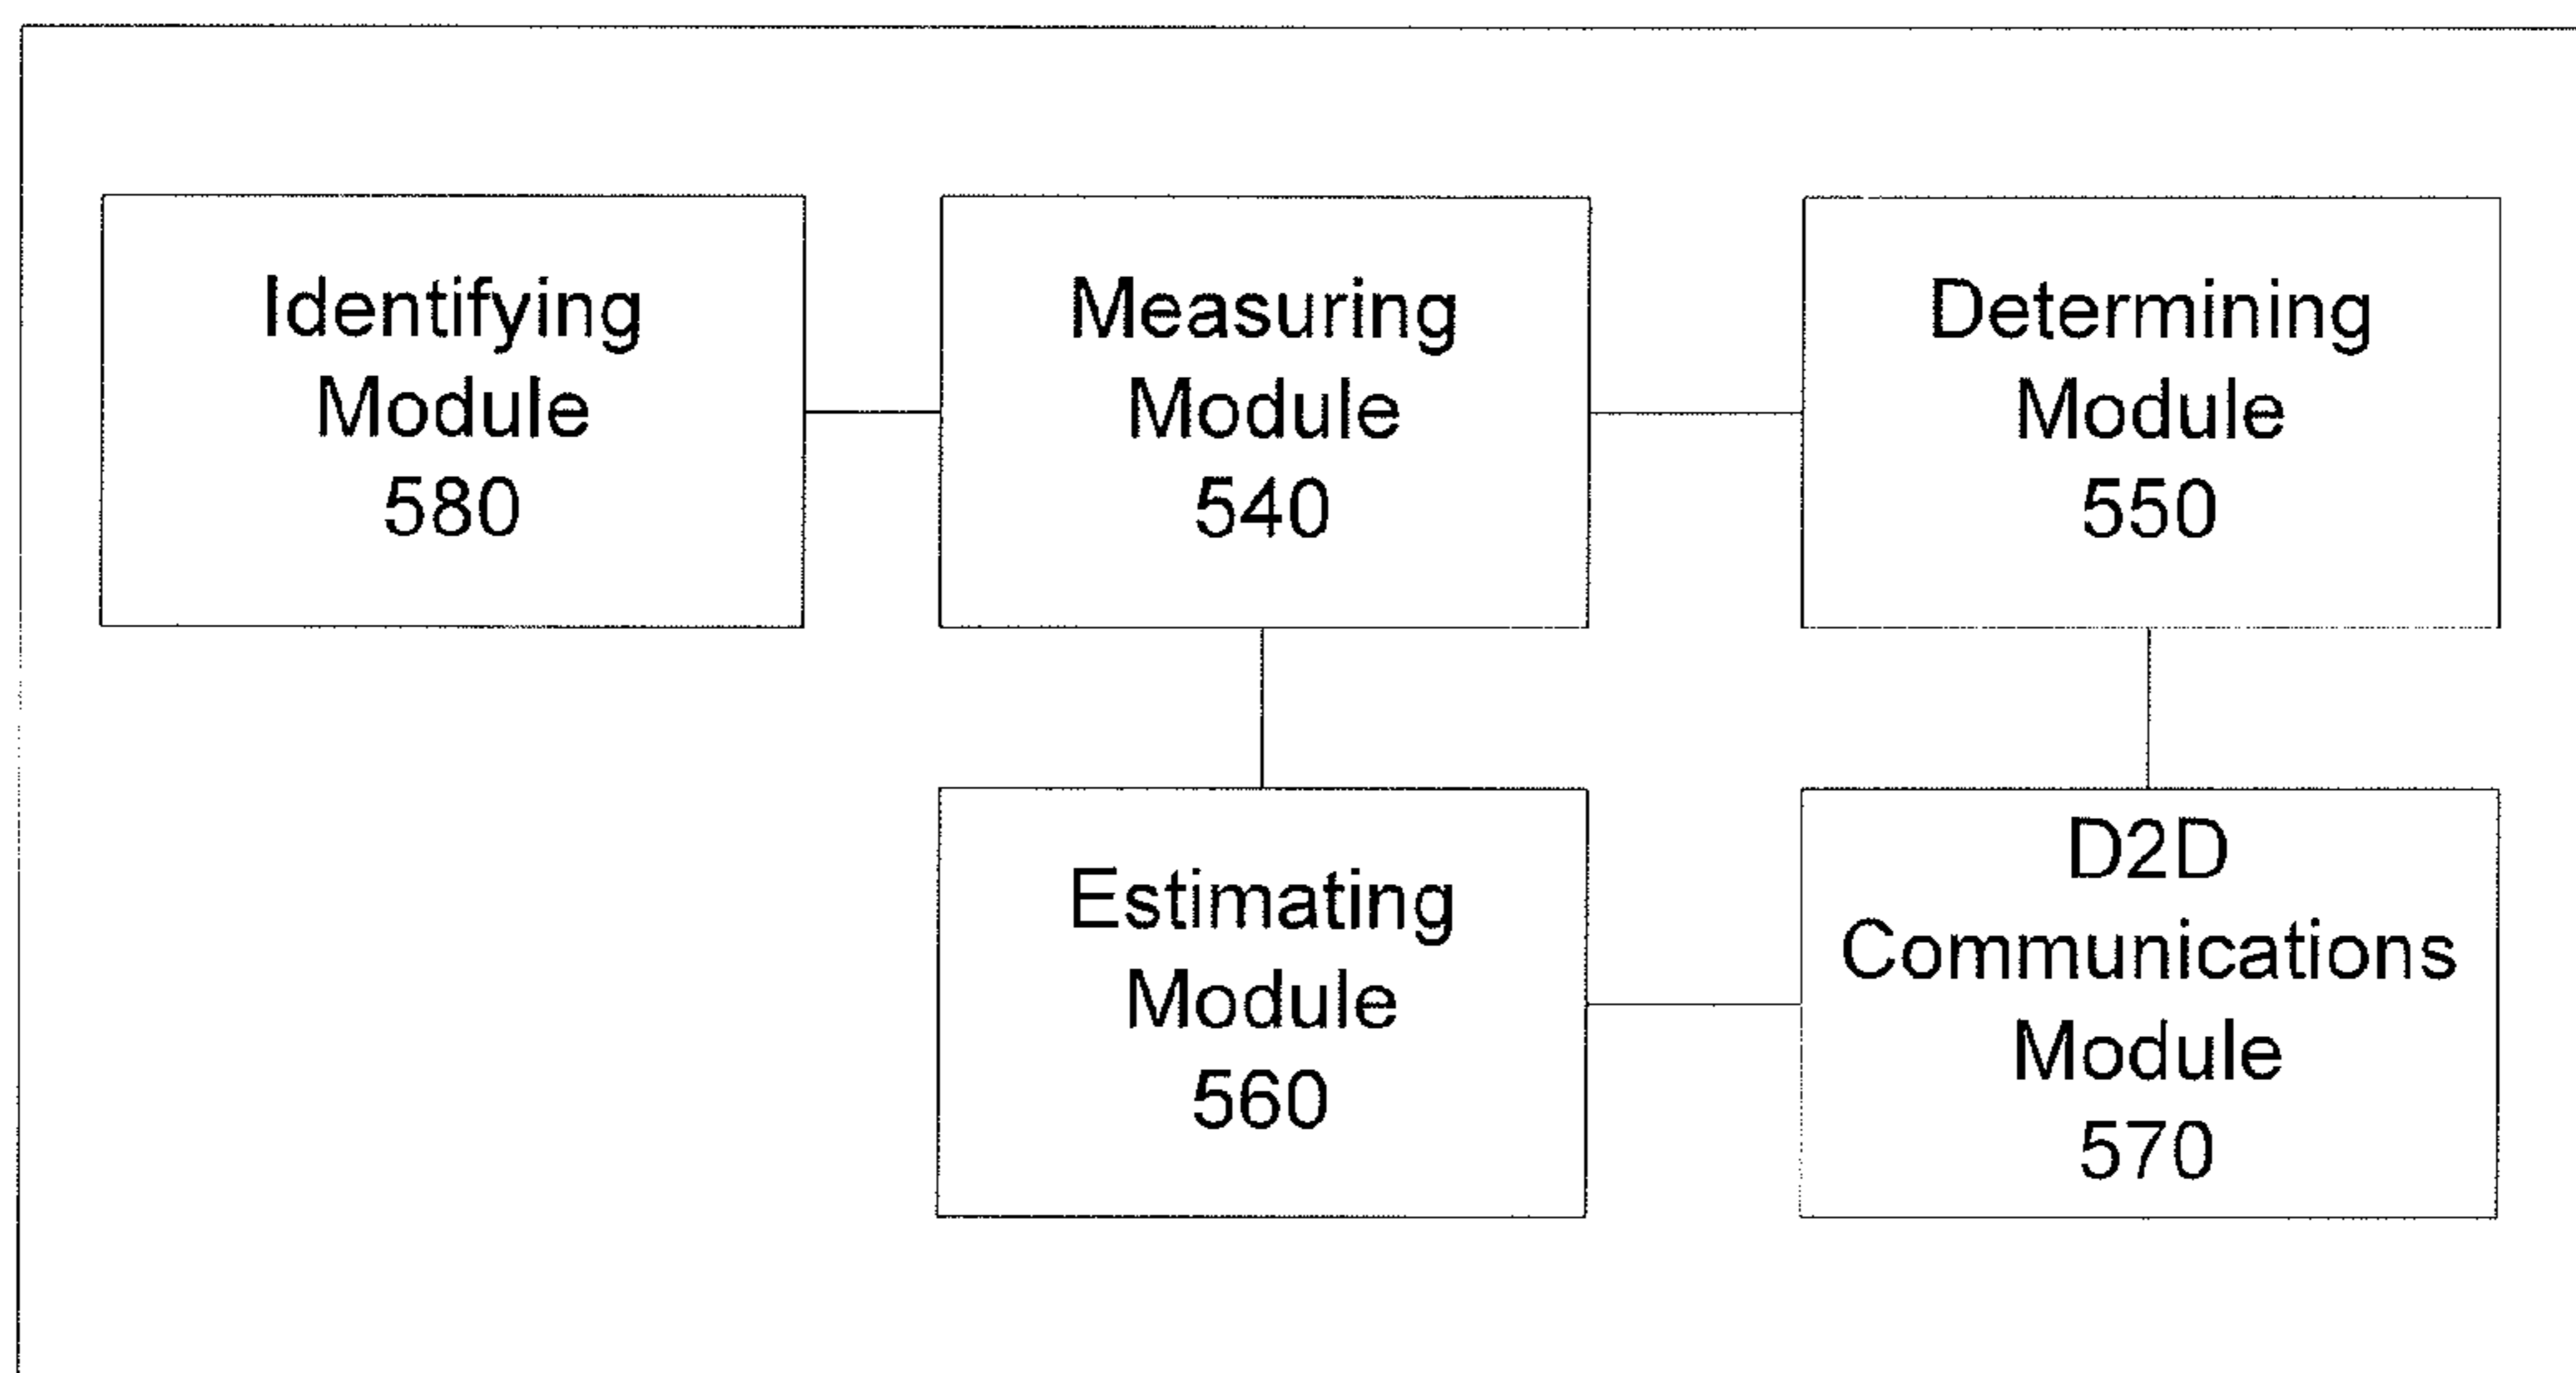 Identifying
Module
580
Measuring
Module
540
Determining
Module
550
Estimating
Module
560
D2D
Communications
Module
570